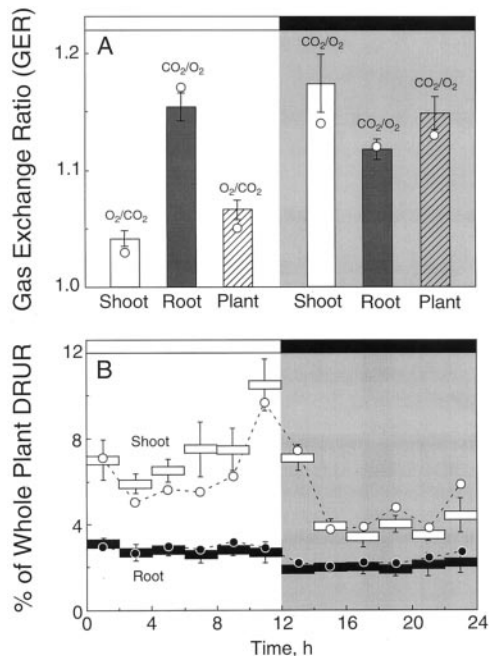 A
Gas Exchange Ratio (GER)
1.2
1.1
1.0
O₂/CO₂
CO₂/O₂
O₂/CO₂
CO₂/O₂
CO₂/O₂
CO₂/O₂
Shoot Root Plant Shoot Root Plant
B
% of Whole Plant DRUR
12
8
4
0
Shoot
Root
0 4 8 12 16 20 24
Time, h